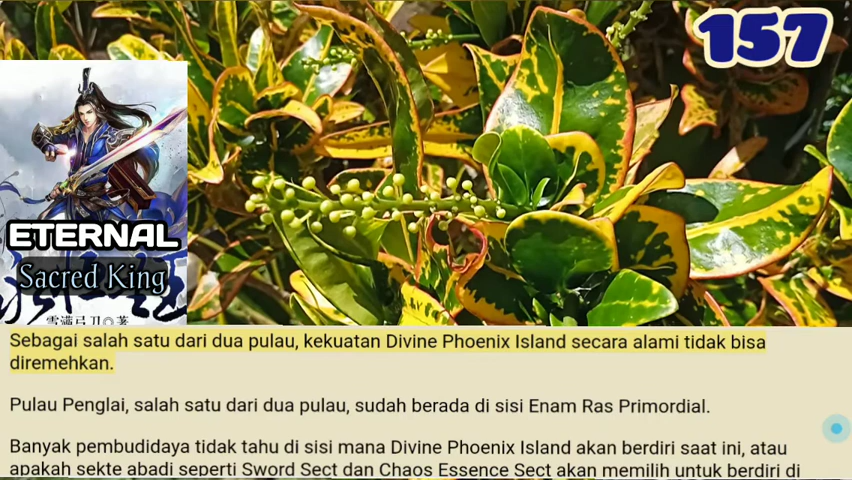 157
ETERNAL
Sacred King
Sebagai salah satu dari dua pulau, kekuatan Divine Phoenix Island secara alami tidak bisa
diremehkan.
Pulau Penglai, salah satu dari dua pulau, sudah berada di sisi Enam Ras Primordial.
Banyak pembudidaya tidak tahu di sisi mana Divine Phoenix Island akan berdiri saat ini, atau
apakah sekte abadi seperti Sword Sect dan Chaos Essence Sect akan memilih untuk berdiri di